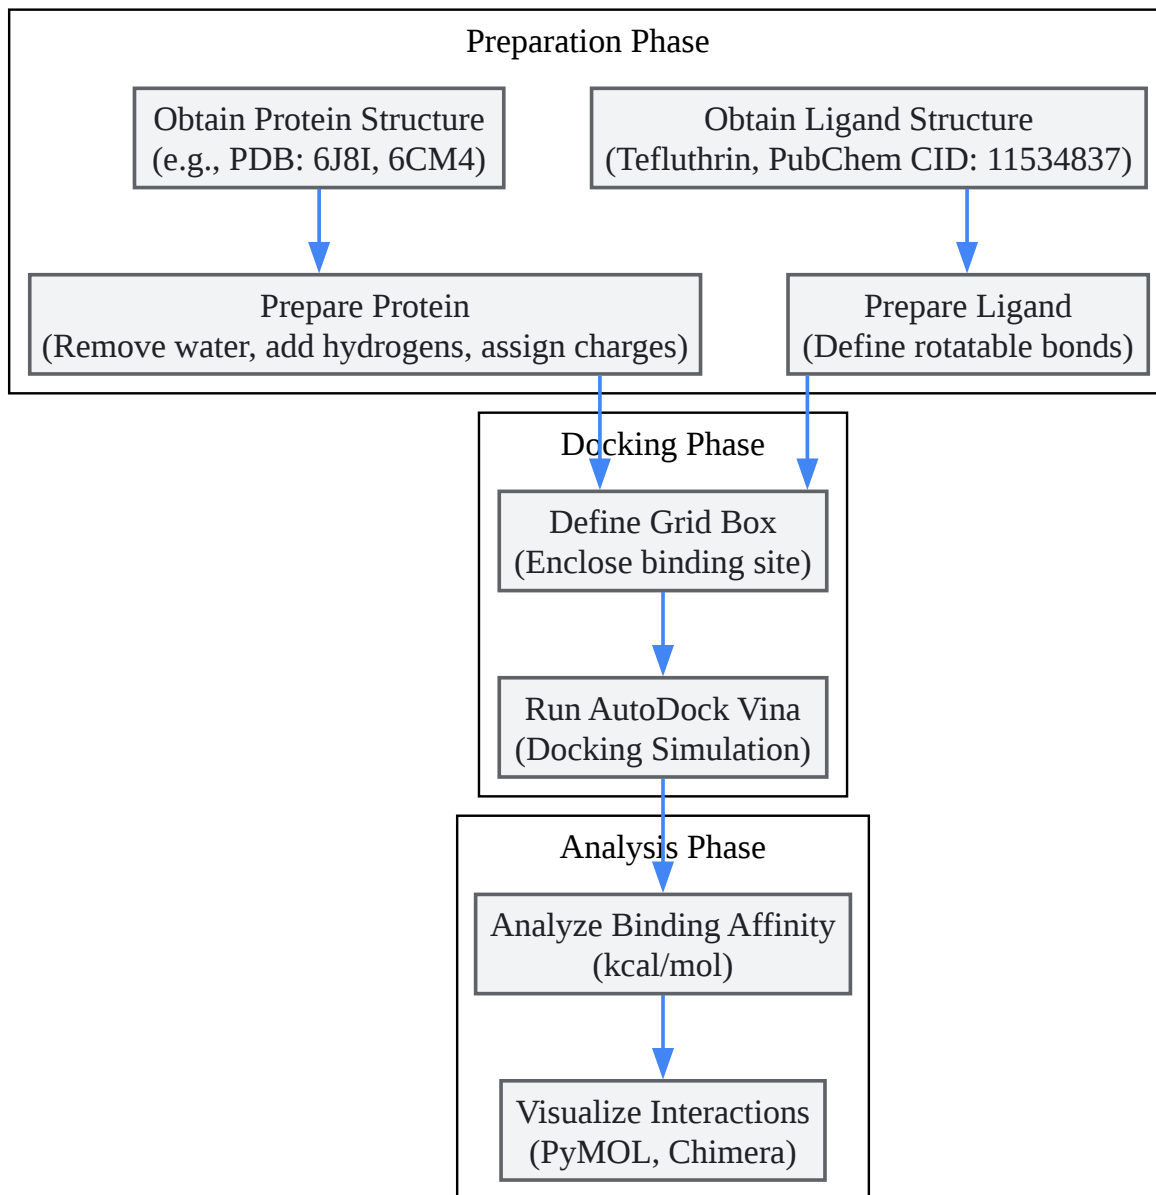 Preparation Phase
Obtain Protein Structure
(e.g., PDB: 6J8I, 6CM4)
Obtain Ligand Structure
(Tefluthrin, PubChem CID: 11534837)
Prepare Protein
(Remove water, add hydrogens, assign charges)
Prepare Ligand
(Define rotatable bonds)
Docking Phase
Define Grid Box
(Enclose binding site)
Run AutoDock Vina
(Docking Simulation)
Analysis Phase
Analyze Binding Affinity
(kcal/mol)
Visualize Interactions
(PyMOL, Chimera)